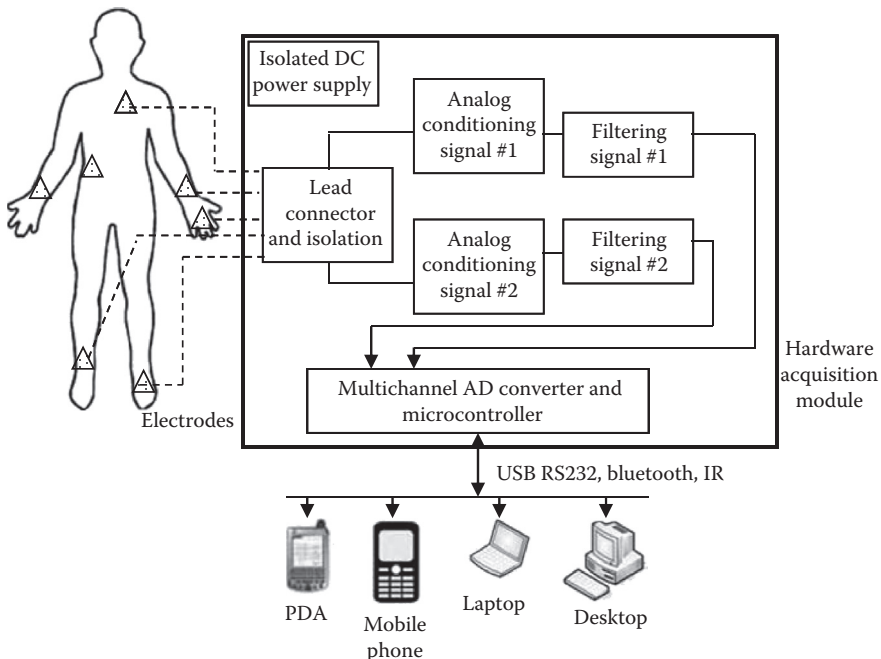 Isolated DC
power supply
Analog
conditioning
signal #1
Filtering
signal #1
Lead
connector
and isolation
Analog
conditioning
signal #2
Filtering
signal #2
Hardware
acquisition
module
Multichannel AD converter and
microcontroller
Electrodes
USB RS232, bluetooth, IR
PDA
Mobile
phone
Laptop
Desktop